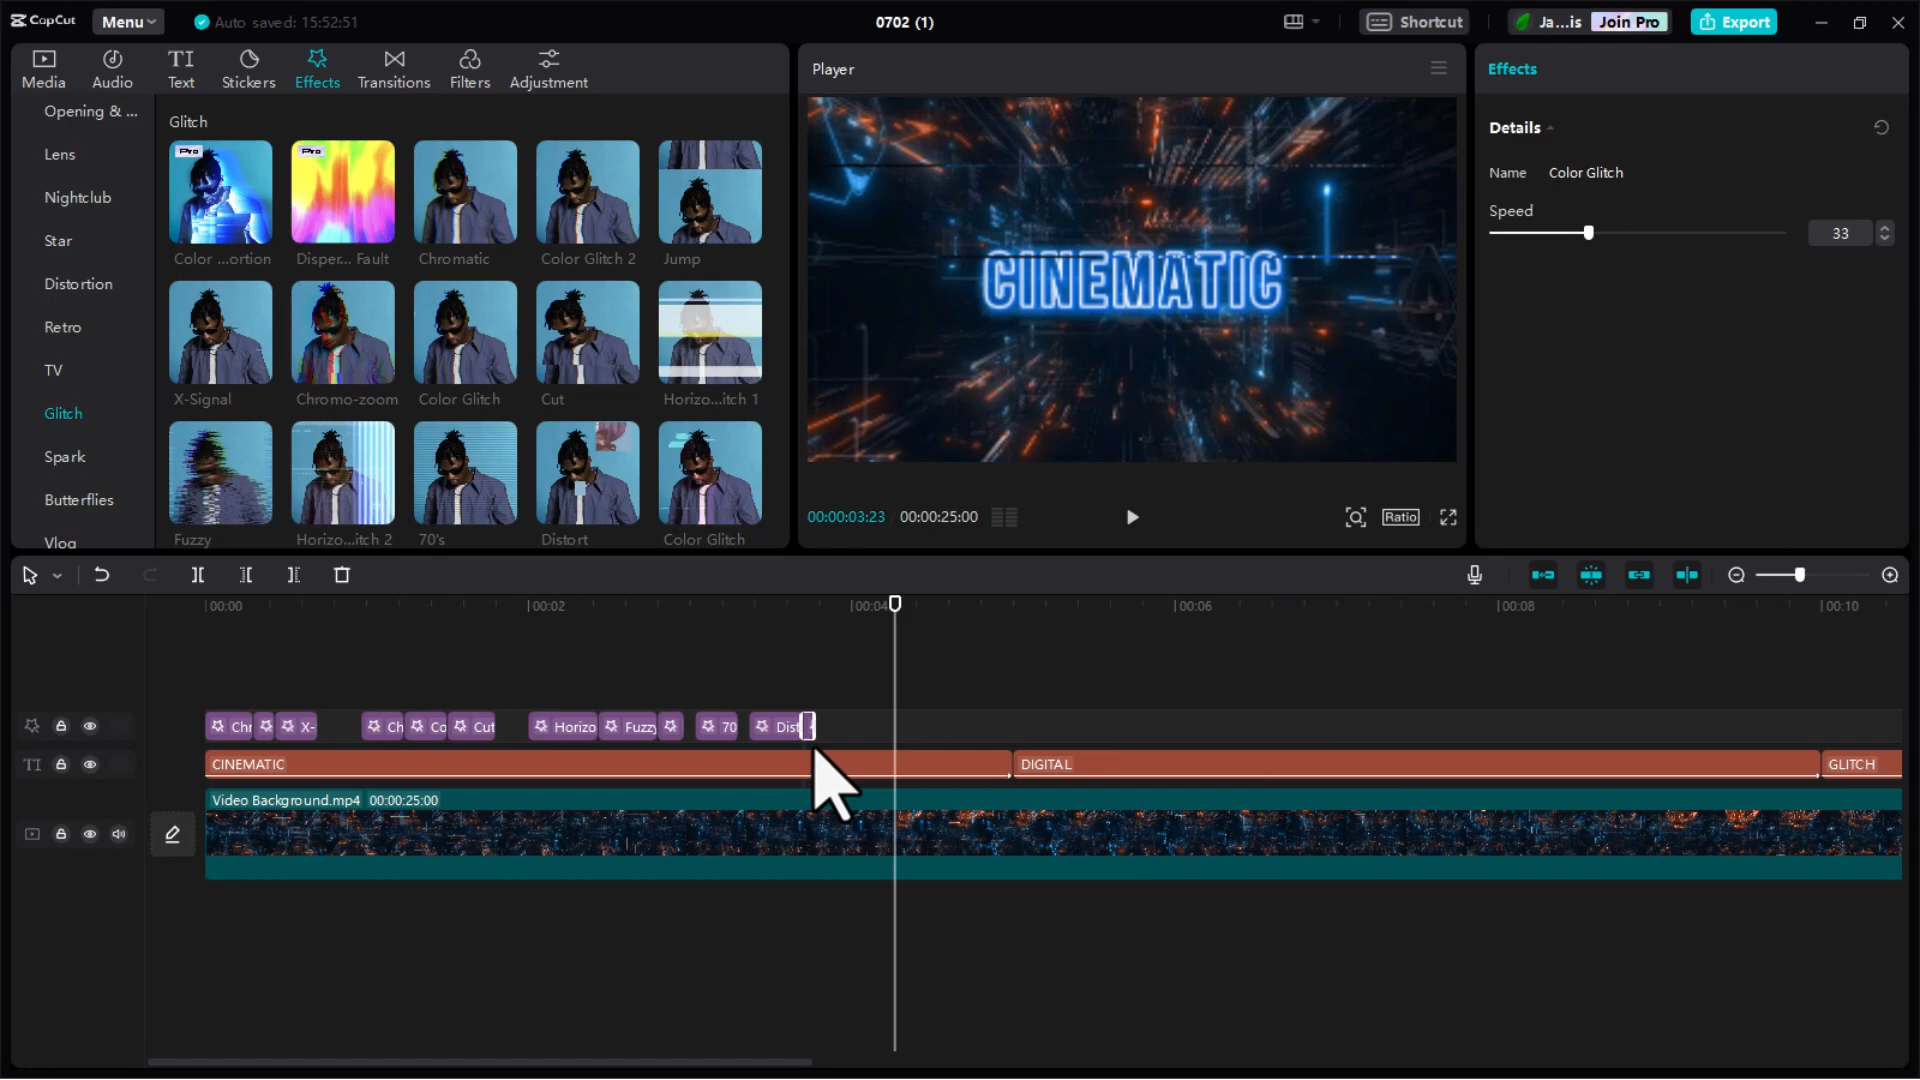 CapCut
Menu
Auto saved: 15:52:51
0702 (1)
Shortcut
Ja...is
Join Pro
Export
Media
Audio
TI
Text
Stickers
Effects
Transitions
Filters
Adjustment
Opening & ...
Lens
Nightclub
Star
Distortion
Retro
TV
Glitch
Spark
Butterflies
Vlog
Glitch
Pro
Pro
Color ...ortion
Disper... Fault
Chromatic
Color Glitch 2
Jump
X-Signal
Chromo-zoom
Color Glitch
Cut
Horizo...itch 1
Fuzzy
Horizo...itch 2
70's
Distort
Color Glitch
Player
CINEMATIC
00:00:03:23
00:00:25:00
Ratio
Effects
Details
Name
Color Glitch
Speed
33
00:00
00:02
00:04
00:06
00:08
00:10
Chr
X-
Ch
Co
Cut
Horizo
Fuzzy
70
Dist
TI
CINEMATIC
DIGITAL
GLITCH
Video Background.mp4 00:00:25:00